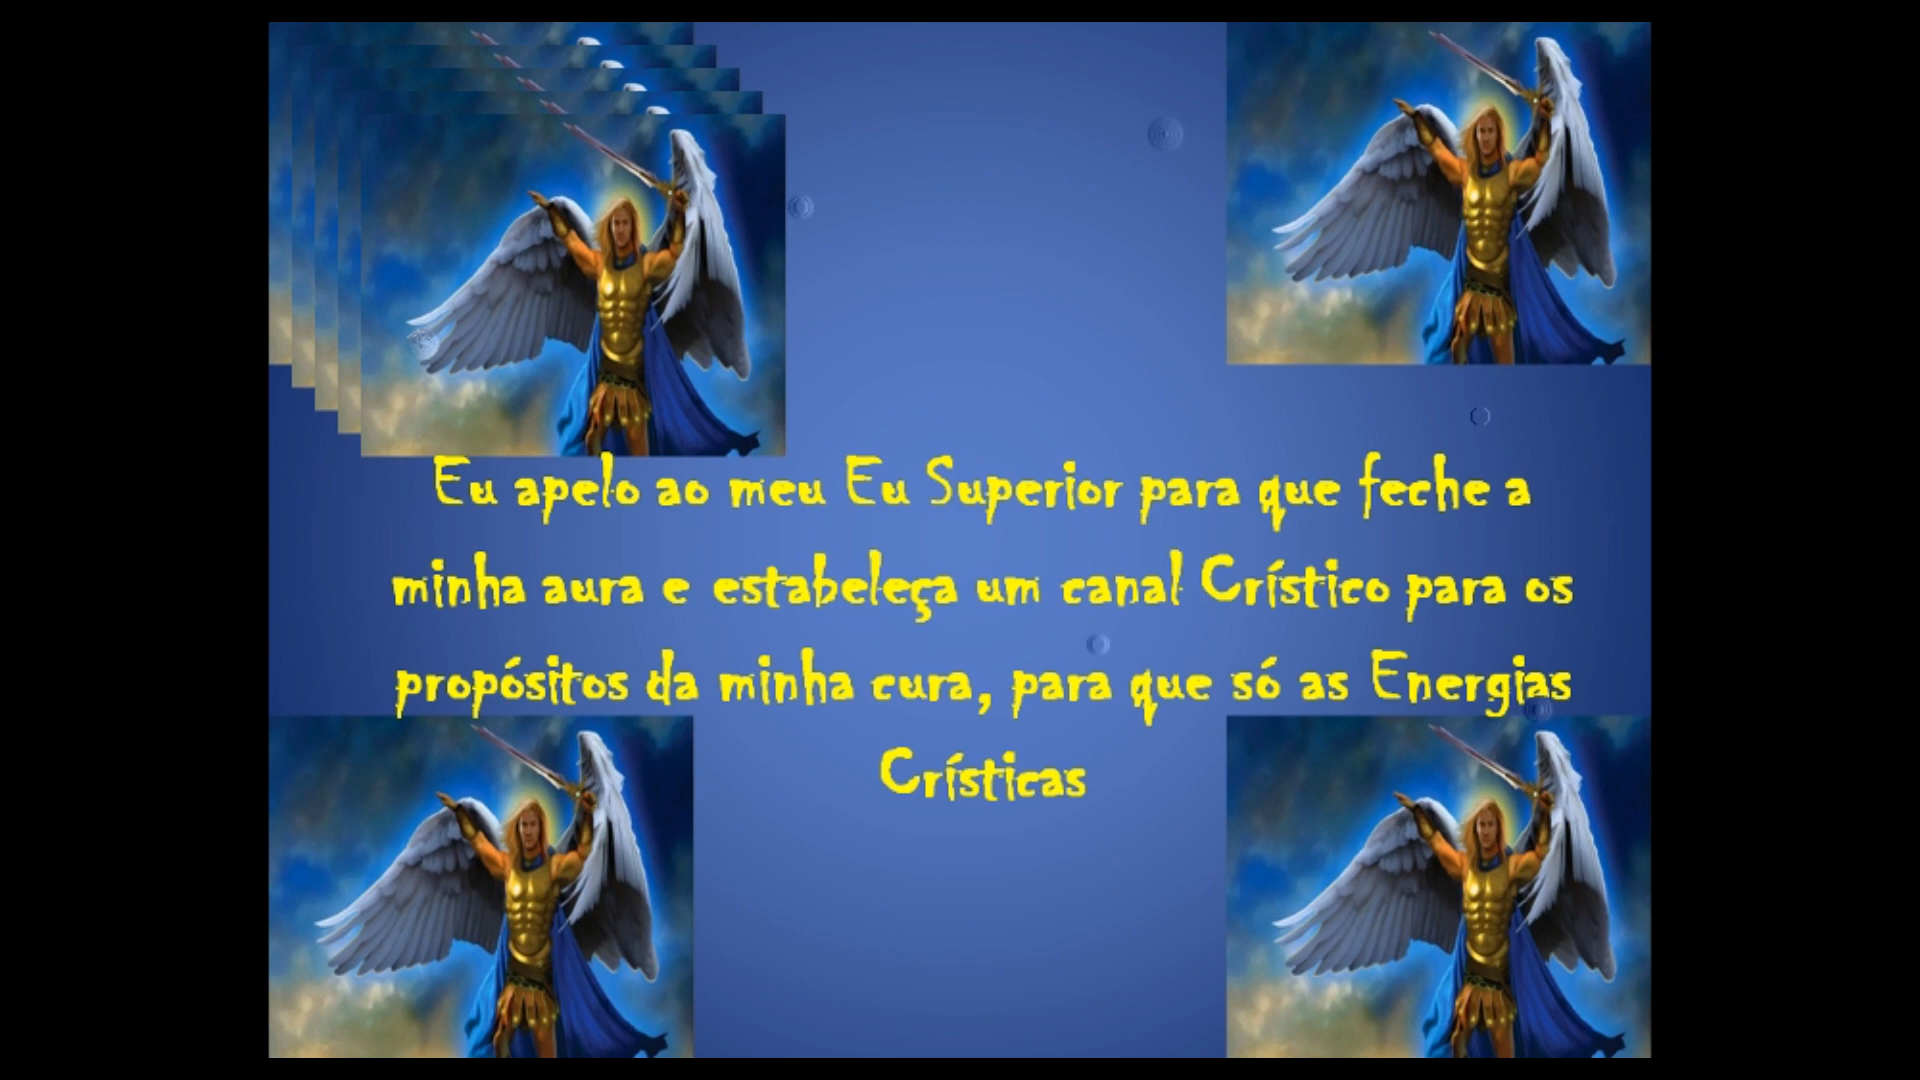 Eu apelo ao meu Eu Superior para que feche a
minha aura e estabeleça um canal Crístico para os
propósitos da minha cura, para que só as Energias
Crísticas